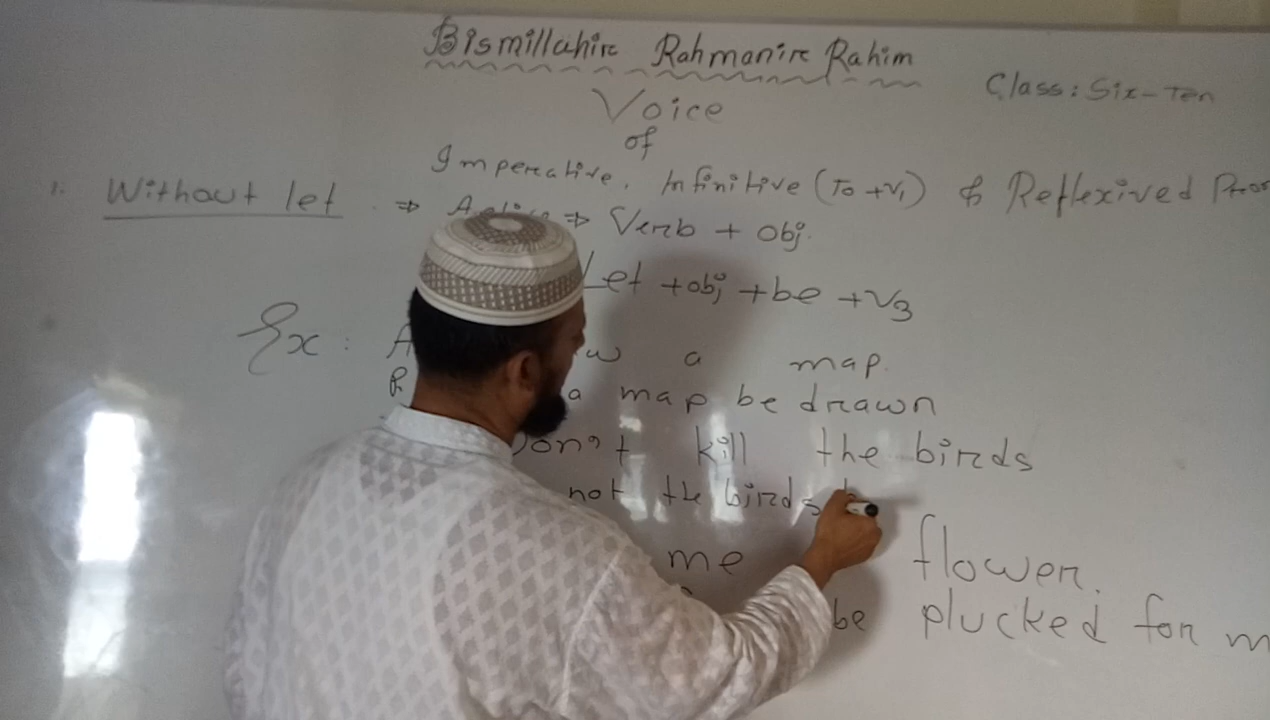 Bismillahir Rahmanir Rahim
Class: Six-Ten
Voice
of
Imperative, Infinitive (To +V1) & Reflexived
1. Without let ⇒ Active ⇒ Verb + obj.
Let +obj +be +V3
Ex: a map.
a map be drawn
Don't kill the birds
not the birds
me flower.
be plucked for